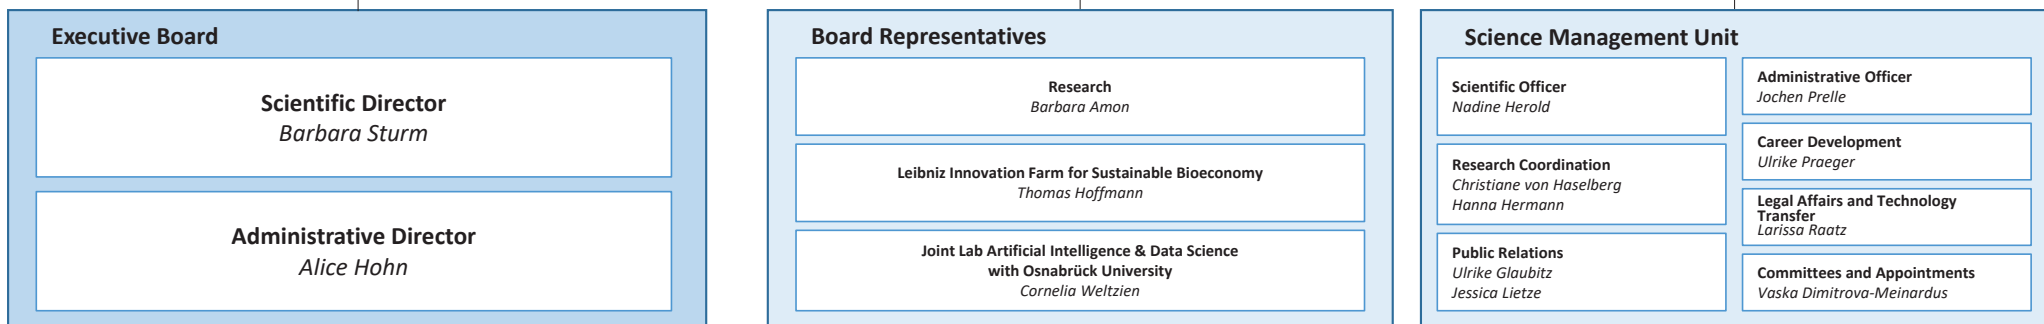 Executive Board
Scientific Director
Barbara Sturm
Administrative Director
Alice Hohn
Board Representatives
Research
Barbara Amon
Leibniz Innovation Farm for Sustainable Bioeconomy
Thomas Hoffmann
Joint Lab Artificial Intelligence & Data Science
with Osnabrück University
Cornelia Weltzien
Science Management Unit
Scientific Officer
Nadine Herold
Research Coordination
Christiane von Haselberg
Hanna Hermann
Public Relations
Ulrike Glaubitz
Jessica Lietze
Administrative Officer
Jochen Prelle
Career Development
Ulrike Praeger
Legal Affairs and Technology
Transfer
Larissa Raatz
Committees and Appointments
Vaska Dimitrova-Meinardus